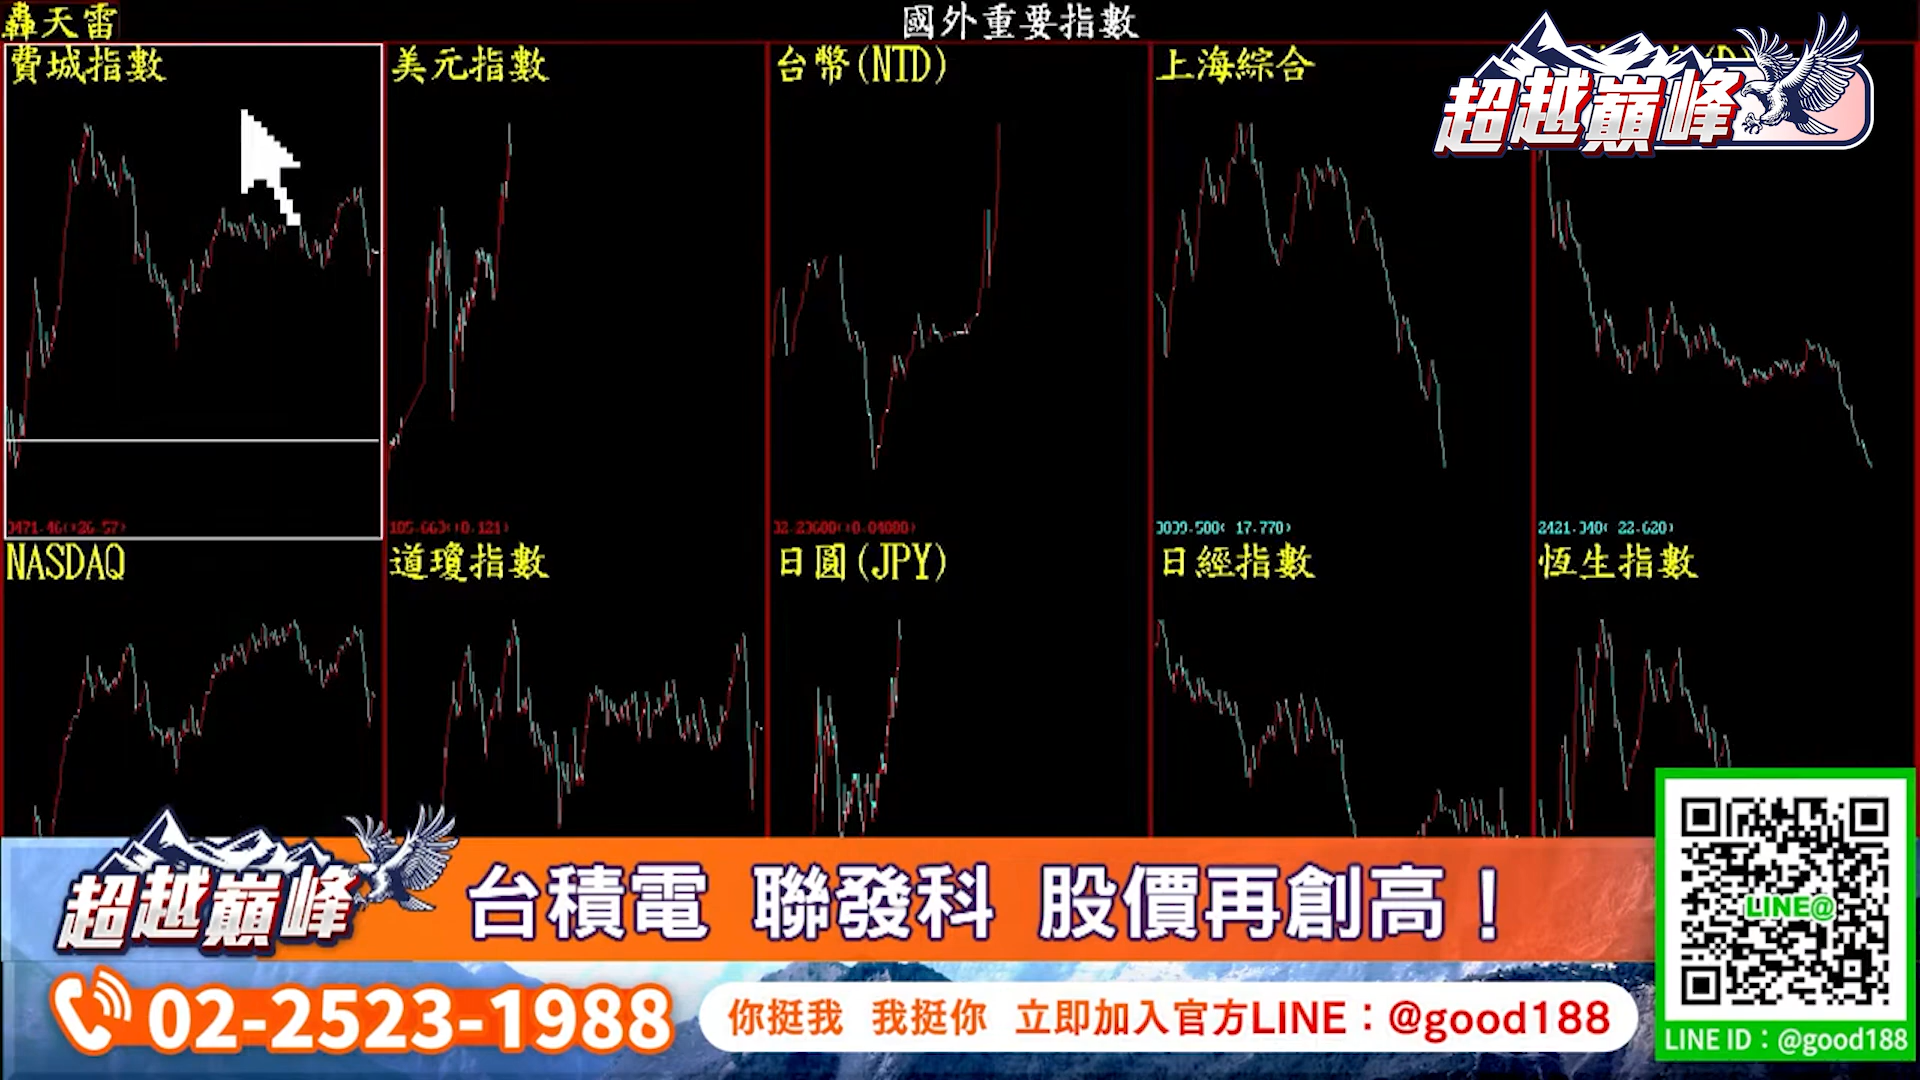 轟天雷
國外重要指數
費城指數
美元指數
台幣(NTD)
上海綜合
超越巔峰
3471.46(+26.57)
105.663(+0.121)
32.23600(+0.04000)
3039.500( 17.770)
2421.340( 22.620)
NASDAQ
道瓊指數
日圓(JPY)
日經指數
恆生指數
超越巔峰
台積電 聯發科 股價再創高！
LINE@
02-2523-1988
你挺我 我挺你 立即加入官方LINE：@good188
LINE ID：@good188